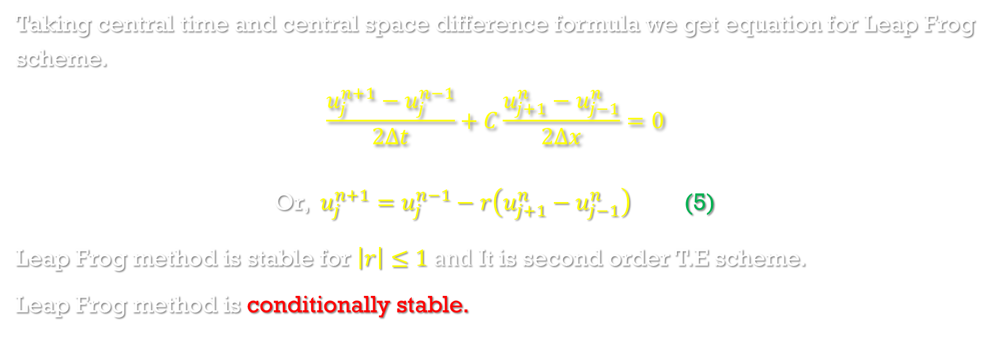 Taking central time and central space difference formula we get equation for Leap Frog
scheme.
\frac{u_j^{n+1} - u_j^{n-1}}{2\Delta t} + C \frac{u_{j+1}^n - u_{j-1}^n}{2\Delta x} = 0
Or, u_j^{n+1} = u_j^{n-1} - r(u_{j+1}^n - u_{j-1}^n) (5)
Leap Frog method is stable for |r| ≤ 1 and It is second order T.E scheme.
Leap Frog method is conditionally stable.